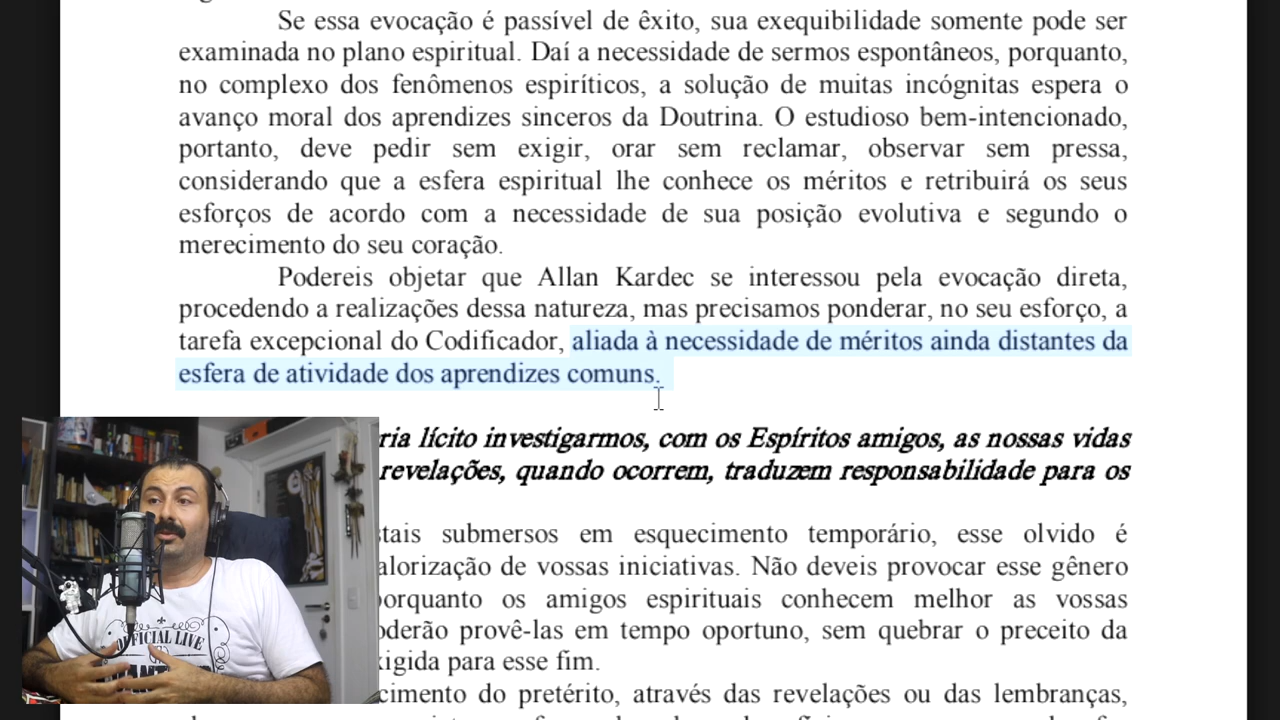 Se essa evocação é passível de êxito, sua exequibilidade somente pode ser
examinada no plano espiritual. Daí a necessidade de sermos espontâneos, porquanto,
no complexo dos fenômenos espiríticos, a solução de muitas incógnitas espera o
avanço moral dos aprendizes sinceros da Doutrina. O estudioso bem-intencionado,
portanto, deve pedir sem exigir, orar sem reclamar, observar sem pressa,
considerando que a esfera espiritual lhe conhece os méritos e retribuirá os seus
esforços de acordo com a necessidade de sua posição evolutiva e segundo o
merecimento do seu coração.
Podereis objetar que Allan Kardec se interessou pela evocação direta,
procedendo a realizações dessa natureza, mas precisamos ponderar, no seu esforço, a
tarefa excepcional do Codificador, aliada à necessidade de méritos ainda distantes da
esfera de atividade dos aprendizes comuns.
ria lícito investigarmos, com os Espíritos amigos, as nossas vidas
revelações, quando ocorrem, traduzem responsabilidade para os
stais submersos em esquecimento temporário, esse olvido é
alorização de vossas iniciativas. Não deveis provocar esse gênero
porquanto os amigos espirituais conhecem melhor as vossas
oderão provê-las em tempo oportuno, sem quebrar o preceito da
xigida para esse fim.
cimento do pretérito, através das revelações ou das lembranças,
OFFICIAL LIVE